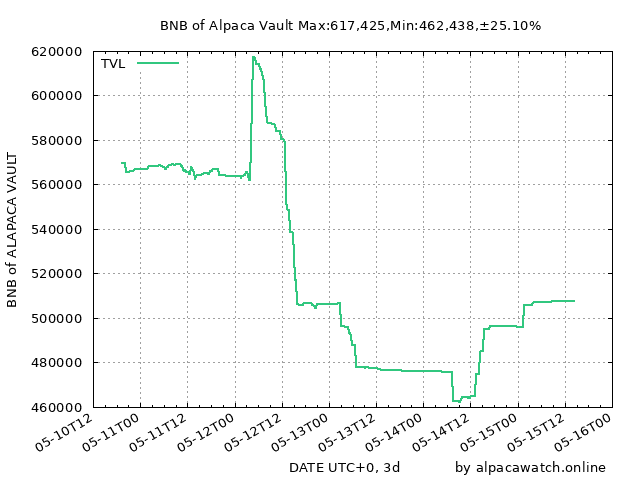 BNB of Alpaca Vault Max:617,425,Min:462,438,±25.10%
TVL
BNB of ALAPACA VAULT
620000
600000
580000
560000
540000
520000
500000
480000
460000
05-10T12
05-11T00
05-11T12
05-12T00
05-12T12
05-13T00
05-13T12
05-14T00
05-14T12
05-15T00
05-15T12
05-16T00
DATE UTC+0, 3d
by alpacawatch.online